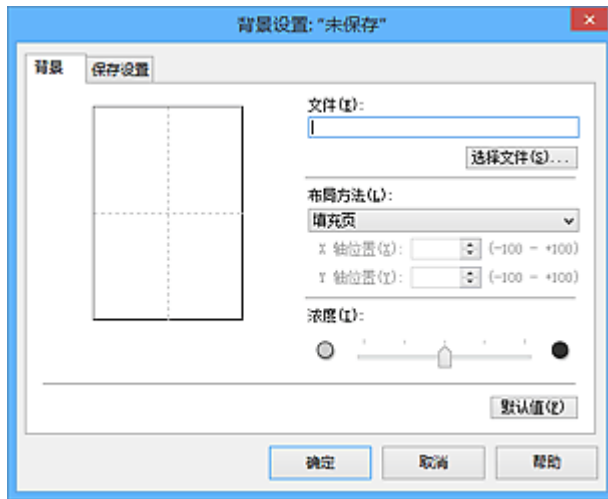 背景设置: "未保存"
背景 保存设置
文件(E):
选择文件(S)...
布局方法(L):
填充页
X 轴位置(X): (-100 - +100)
Y 轴位置(Y): (-100 - +100)
浓度(I):
默认值(F)
确定 取消 帮助